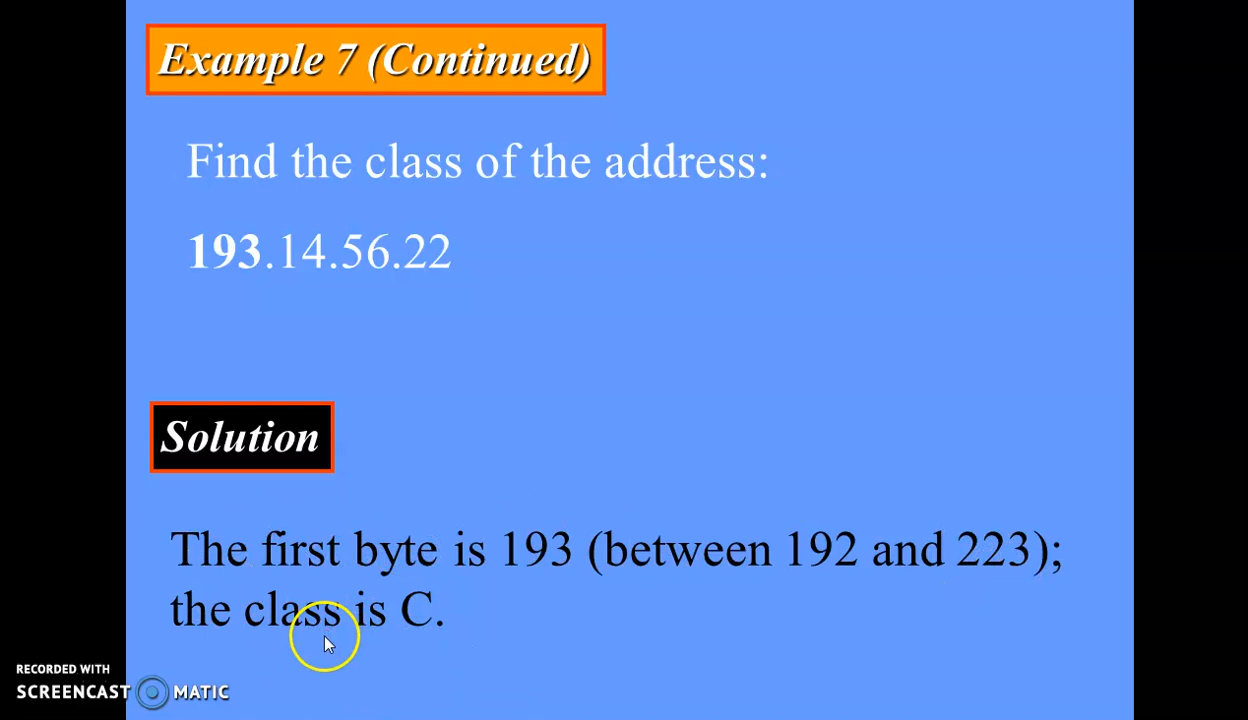 Example 7 (Continued)
Find the class of the address:
193.14.56.22
Solution
The first byte is 193 (between 192 and 223);
the class is C.
RECORDED WITH
SCREENCAST MATIC